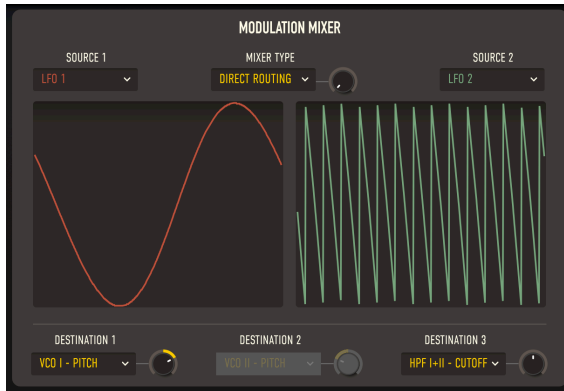 MODULATION MIXER
SOURCE 1 MIXER TYPE SOURCE 2
LFO 1 DIRECT ROUTING LFO 2
DESTINATION 1 DESTINATION 2 DESTINATION 3
VCO I - PITCH VCO II - PITCH HPF I+II - CUTOFF